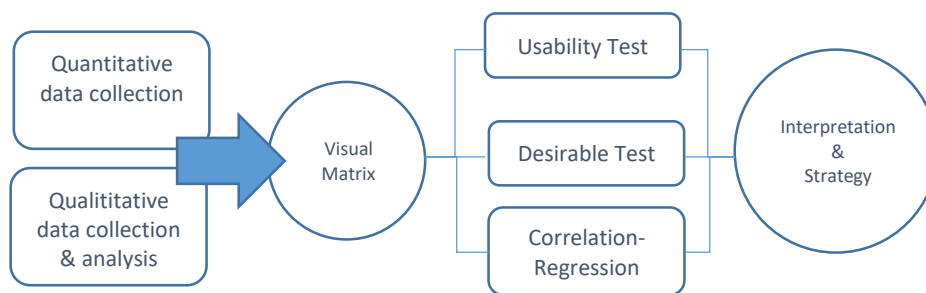 Quantitative
data collection
Qualititative
data collection
& analysis
Visual
Matrix
Usability Test
Desirable Test
Correlation-
Regression
Interpretation
&
Strategy